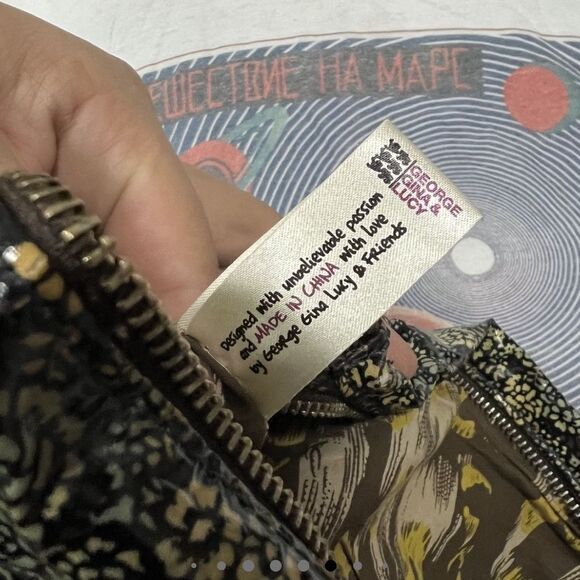 ЕШЕСТВИЕ НА МАРС
GEORGE
GINA &
LUCY
Designed with unbelievable passion
and MADE IN CHINA with love
by George Gina Lucy & Friends